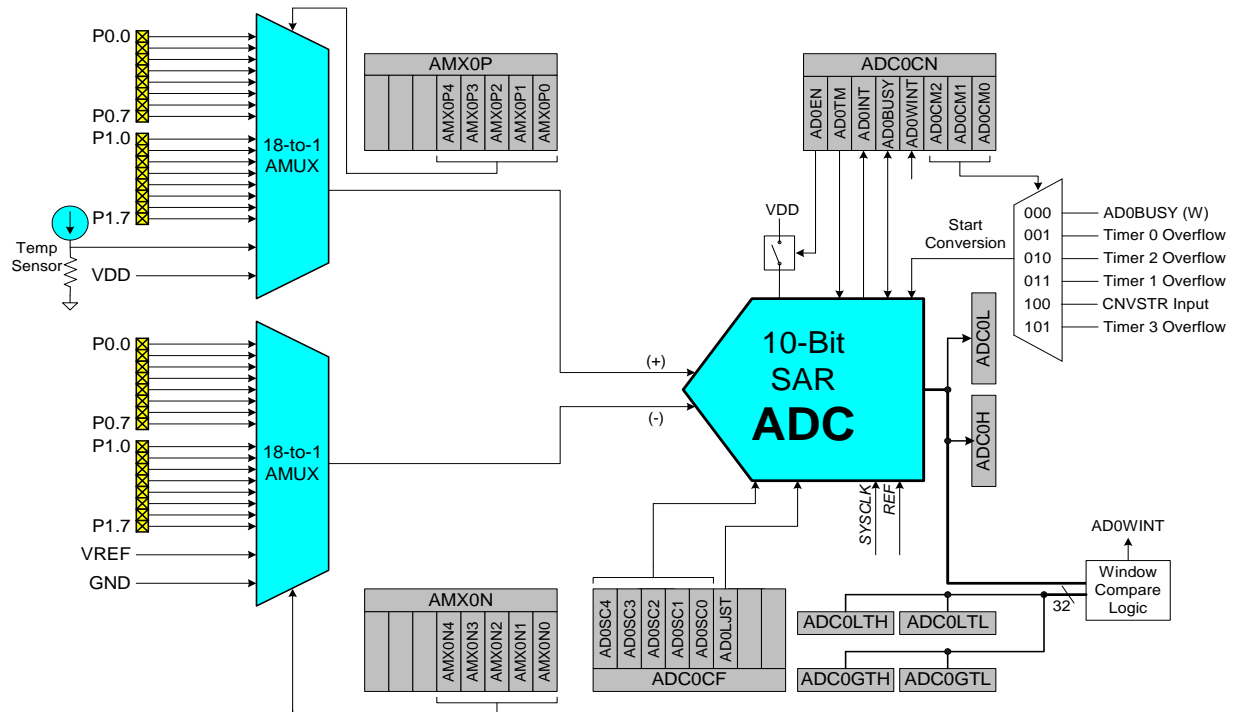 P0.0
P0.7
P1.0
P1.7
18-to-1
AMUX
Temp
Sensor
VDD
AMX0P
AMX0P4
AMX0P3
AMX0P2
AMX0P1
AMX0P0
ADC0CN
AD0EN
AD0TM
AD0INT
AD0BUSY
AD0WINT
AD0CM2
AD0CM1
AD0CM0
VDD
Start
Conversion
000
001
010
011
100
101
AD0BUSY (W)
Timer 0 Overflow
Timer 2 Overflow
Timer 1 Overflow
CNVSTR Input
Timer 3 Overflow
P0.0
P0.7
P1.0
P1.7
18-to-1
AMUX
VREF
GND
(+)
(-)
10-Bit
SAR
ADC
ADC0L
ADC0H
SYSCLK
REF
AMX0N
AMX0N4
AMX0N3
AMX0N2
AMX0N1
AMX0N0
AD0SC4
AD0SC3
AD0SC2
AD0SC1
AD0SC0
AD0LJST
ADC0CF
AD0WINT
Window
Compare
Logic
32
ADC0LTH
ADC0LTL
ADC0GTH
ADC0GTL